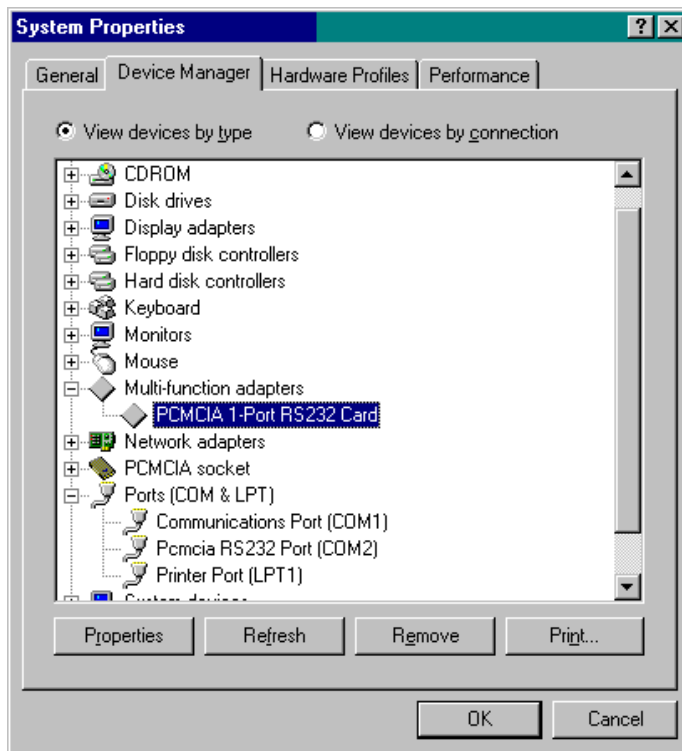 System Properties
General Device Manager Hardware Profiles Performance
View devices by type View devices by connection
CDROM
Disk drives
Display adapters
Floppy disk controllers
Hard disk controllers
Keyboard
Monitors
Mouse
Multi-function adapters
PCMCIA 1-Port RS232 Card
Network adapters
PCMCIA socket
Ports (COM & LPT)
Communications Port (COM1)
Pcmcia RS232 Port (COM2)
Printer Port (LPT1)
System devices
Properties Refresh Remove Print...
OK Cancel